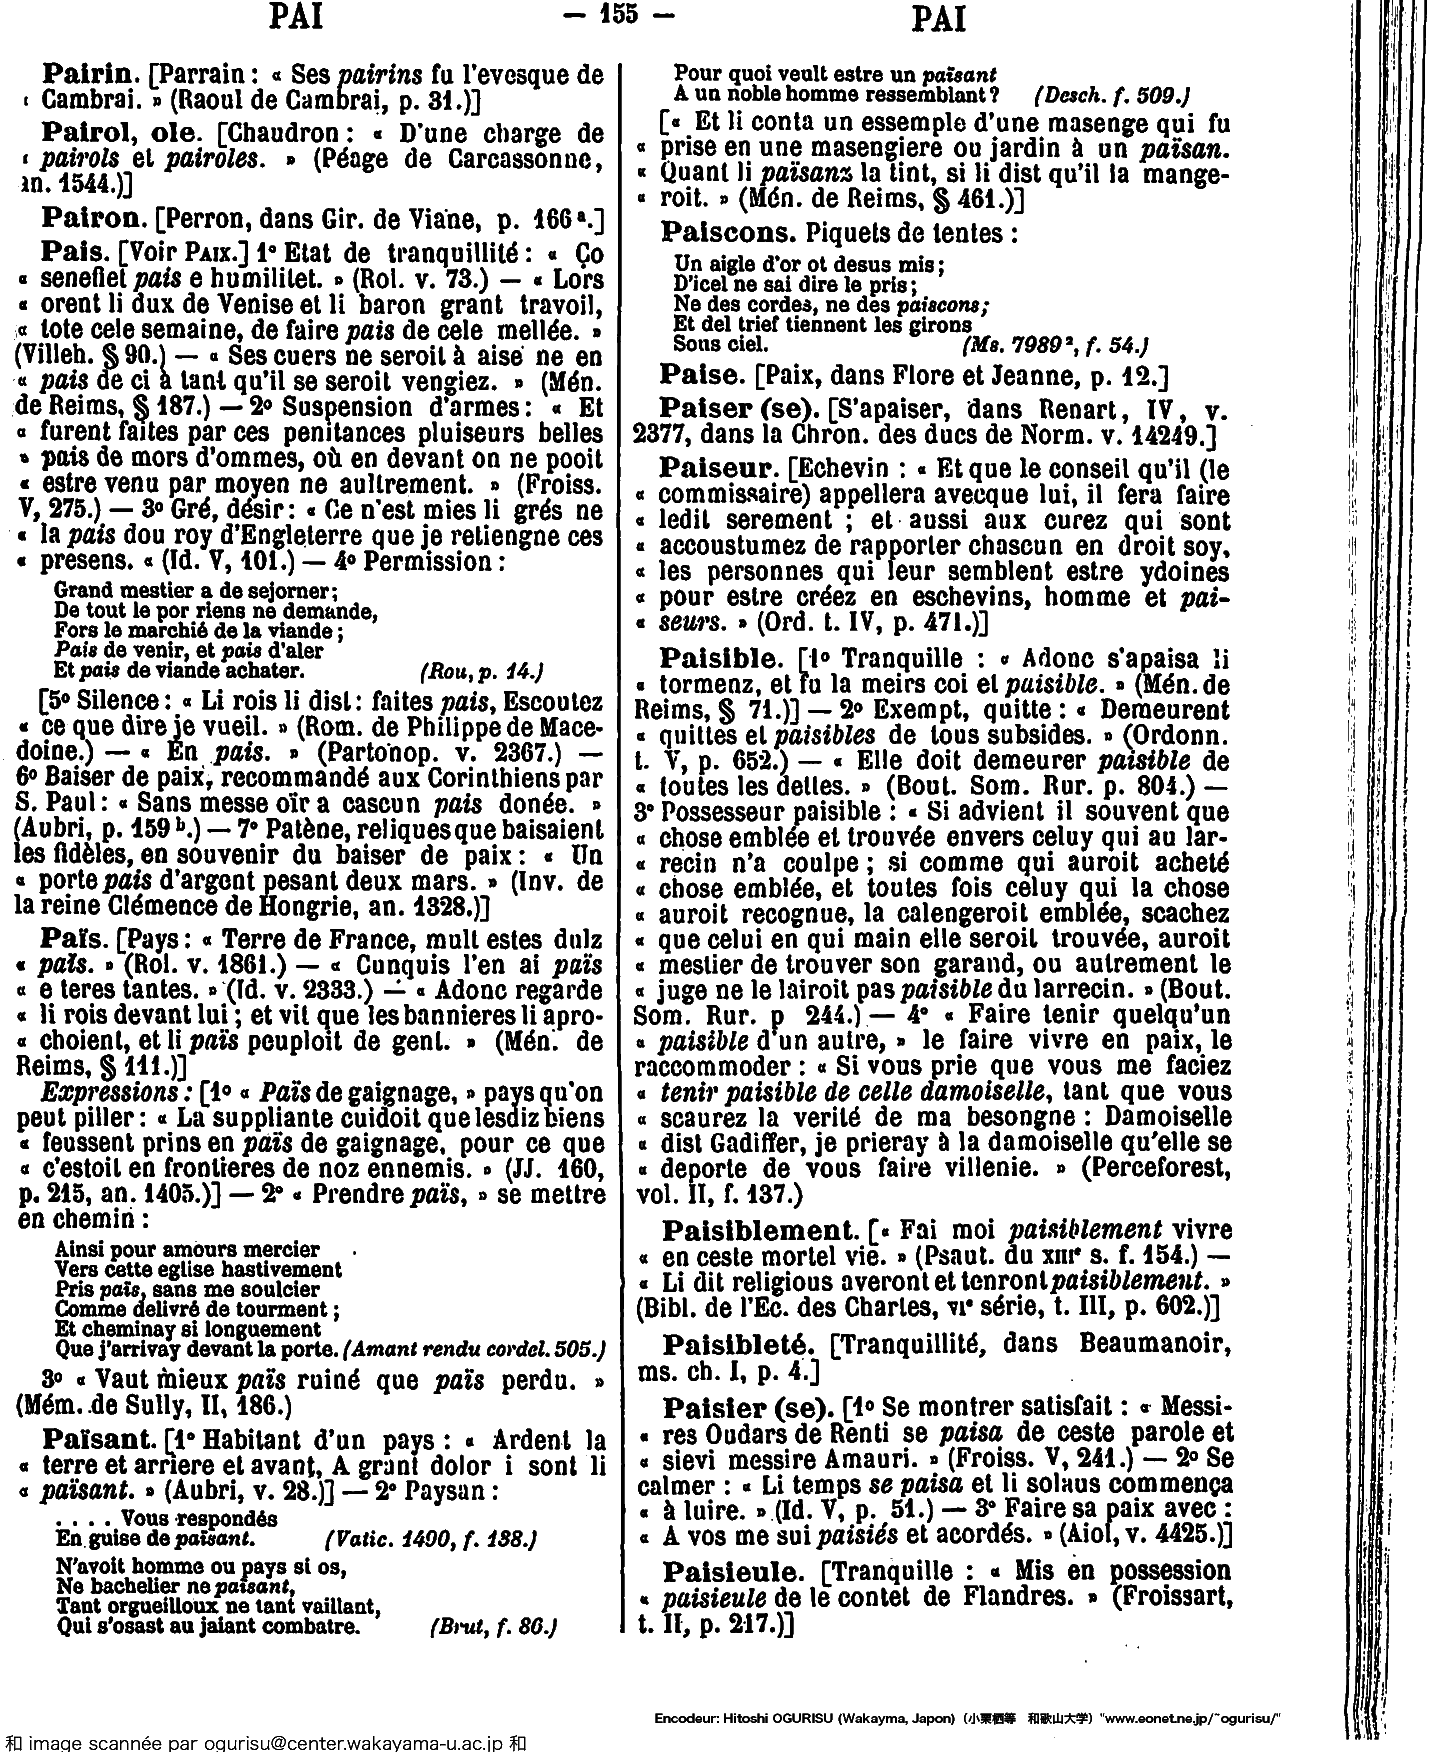 PAI — 155 — PAI
Pairin. [Parrain : « Ses pairins fu l'evesque de
« Cambrai. » (Raoul de Cambrai, p. 31.)]
Pairol, ole. [Chaudron : « D'une charge de
« pairols et pairoles. » (Péage de Carcassonne,
an. 1544.)]
Pairon. [Perron, dans Gir. de Viane, p. 166 a.]
Pais. [Voir PAIX.] 1° Etat de tranquillité : « Ço
« senefiet pais e humilitet. » (Rol. v. 73.) — « Lors
« orent li dux de Venise et li baron grant travoil,
« tote cele semaine, de faire pais de cele mellée. »
(Villeh. § 90.) — « Ses cuers ne seroit à aise ne en
« pais de ci à tant qu'il se seroit vengiez. » (Mén.
de Reims, § 187.) — 2o Suspension d'armes : « Et
« furent faites par ces penitances pluiseurs belles
» pais de mors d'ommes, où en devant on ne pooit
« estre venu par moyen ne aultrement. » (Froiss.
V, 275.) — 3o Gré, désir : « Ce n'est mies li grés ne
« la pais dou roy d'Engleterre que je retiengne ces
« presens. « (Id. V, 101.) — 4o Permission :
Grand mestier a de sejorner ;
De tout le por riens ne demande,
Fors le marchié de la viande ;
Pais de venir, et pais d'aler
Et pais de viande achater. (Rou, p. 14.)
[5o Silence : « Li rois li dist : faites pais, Escoutez
« ce que dire je vueil. » (Rom. de Philippe de Mace-
doine.) — « En pais. » (Partonop. v. 2367.) —
6o Baiser de paix, recommandé aux Corinthiens par
S. Paul : « Sans messe oïr a cascun pais donée. »
(Aubri, p. 159 b.) — 7° Patène, reliques que baisaient
les fidèles, en souvenir du baiser de paix : « Un
« porte pais d'argent pesant deux mars. » (Inv. de
la reine Clémence de Hongrie, an. 1328.)]
Païs. [Pays : « Terre de France, mult estes dulz
« païs. » (Rol. v. 1861.) — « Cunquis l'en ai païs
« e teres tantes. » (Id. v. 2333.) — « Adonc regarde
« li rois devant lui ; et vit que les bannieres li apro-
« choient, et li païs peuploit de gent. » (Mén. de
Reims, § 111.)]
Expressions : [1o « Païs de gaignage, » pays qu'on
peut piller : « La suppliante cuidoit que lesdiz biens
« feussent prins en païs de gaignage, pour ce que
« c'estoit en frontieres de noz ennemis. » (JJ. 160,
p. 215, an. 1405.)] — 2° « Prendre païs, » se mettre
en chemin :
Ainsi pour amours mercier
Vers cette eglise hastivement
Pris païs, sans me soulcier
Comme delivré de tourment ;
Et cheminay si longuement
Que j'arrivay devant la porte. (Amant rendu cordel. 505.)
3o « Vaut mieux païs ruiné que païs perdu. »
(Mém. de Sully, II, 186.)
Païsant. [1° Habitant d'un pays : « Ardent la
« terre et arriere et avant, A grant dolor i sont li
« païsant. » (Aubri, v. 28.)] — 2° Paysan :
. . . . Vous respondés
En guise de païsant. (Vatic. 1490, f. 138.)
N'avoit homme ou pays si os,
Ne bachelier ne païsant,
Tant orgueilloux ne tant vaillant,
Qui s'osast au jaiant combatre. (Brut, f. 86.)
Pour quoi veult estre un païsant
A un noble homme ressemblant ? (Desch. f. 509.)
[« Et li conta un essemple d'une masenge qui fu
« prise en une masengiere ou jardin à un païsan.
« Quant li païsanz la tint, si li dist qu'il la mange-
« roit. » (Mén. de Reims, § 461.)]
Paiscons. Piquets de tentes :
Un aigle d'or ot desus mis ;
D'icel ne sai dire le pris ;
Ne des cordes, ne des paiscons ;
Et del trief tiennent les girons
Sous ciel. (Ms. 7989 2, f. 54.)
Paise. [Paix, dans Flore et Jeanne, p. 12.]
Paiser (se). [S'apaiser, dans Renart, IV, v.
2377, dans la Chron. des ducs de Norm. v. 14249.]
Paiseur. [Echevin : « Et que le conseil qu'il (le
« commissaire) appellera avecque lui, il fera faire
« ledit serement ; et aussi aux curez qui sont
« accoustumez de rapporter chascun en droit soy,
« les personnes qui leur semblent estre ydoines
« pour estre créez en eschevins, homme et pai-
« seurs. » (Ord. t. IV, p. 471.)]
Paisible. [1o Tranquille : « Adonc s'apaisa li
« tormenz, et fu la meirs coi et paisible. » (Mén. de
Reims, § 71.)] — 2o Exempt, quitte : « Demeurent
« quittes et paisibles de tous subsides. » (Ordonn.
t. V, p. 652.) — « Elle doit demeurer paisible de
« toutes les dettes. » (Bout. Som. Rur. p. 804.) —
3° Possesseur paisible : « Si advient il souvent que
« chose emblée et trouvée envers celuy qui au lar-
« recin n'a coulpe ; si comme qui auroit acheté
« chose emblée, et toutes fois celuy qui la chose
« auroit recognue, la calengeroit emblée, scachez
« que celui en qui main elle seroit trouvée, auroit
« mestier de trouver son garand, ou autrement le
« juge ne le lairoit pas paisible du larrecin. » (Bout.
Som. Rur. p 244.) — 4° « Faire tenir quelqu'un
« paisible d'un autre, » le faire vivre en paix, le
raccommoder : « Si vous prie que vous me faciez
« tenir paisible de celle damoiselle, tant que vous
« scaurez la verité de ma besongne : Damoiselle
« dist Gadiffer, je prieray à la damoiselle qu'elle se
« deporte de vous faire villenie. » (Perceforest,
vol. II, f. 137.)
Paisiblement. [« Fai moi paisiblement vivre
« en ceste mortel vie. » (Psaut. du XIIIe s. f. 154.) —
« Li dit religious averont et tenront paisiblement. »
(Bibl. de l'Ec. des Chartes, VIe série, t. III, p. 602.)]
Paisibleté. [Tranquillité, dans Beaumanoir,
ms. ch. I, p. 4.]
Paisier (se). [1o Se montrer satisfait : « Messi-
« res Oudars de Renti se paisa de ceste parole et
« sievi messire Amauri. » (Froiss. V, 241.) — 2o Se
calmer : « Li temps se paisa et li solaus commença
« à luire. » (Id. V, p. 51.) — 3° Faire sa paix avec :
« A vos me sui paisiés et acordés. » (Aiol, v. 4425.)]
Paisieule. [Tranquille : « Mis en possession
« paisieule de le contet de Flandres. » (Froissart,
t. II, p. 217.)]
Encodeur: Hitoshi OGURISU (Wakayma, Japon) (小栗栖等 和歌山大学) "www.eonet.ne.jp/~ogurisu/"
和 image scannée par ogurisu@center.wakayama-u.ac.jp 和